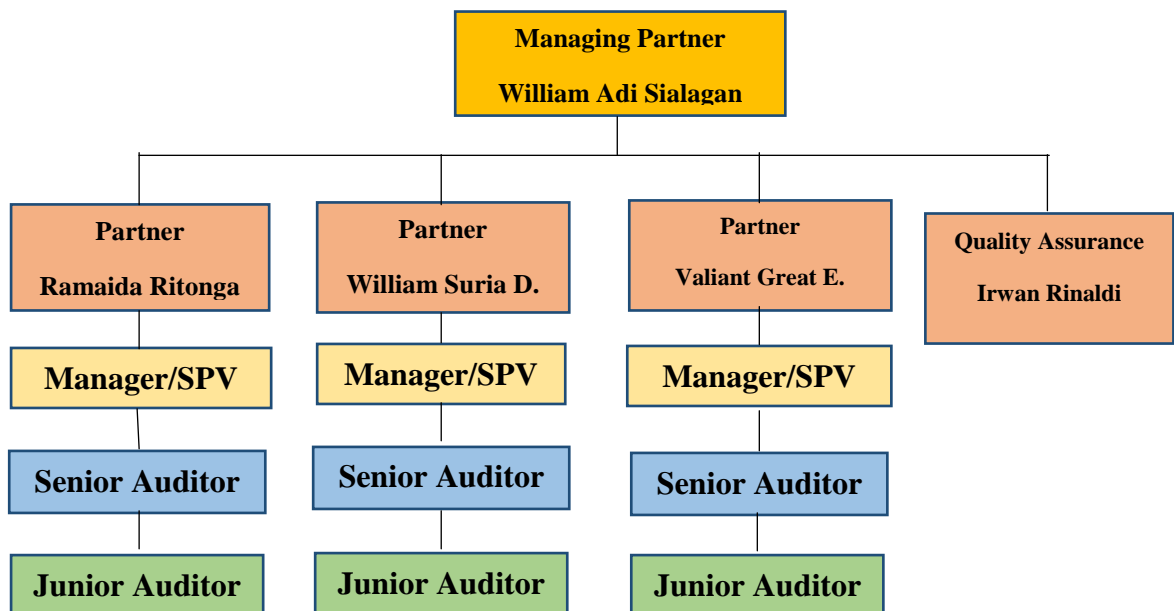 Managing Partner
William Adi Sialagan
Partner
Ramaida Ritonga
Partner
William Suria D.
Partner
Valiant Great E.
Quality Assurance
Irwan Rinaldi
Manager/SPV
Manager/SPV
Manager/SPV
Senior Auditor
Senior Auditor
Senior Auditor
Junior Auditor
Junior Auditor
Junior Auditor